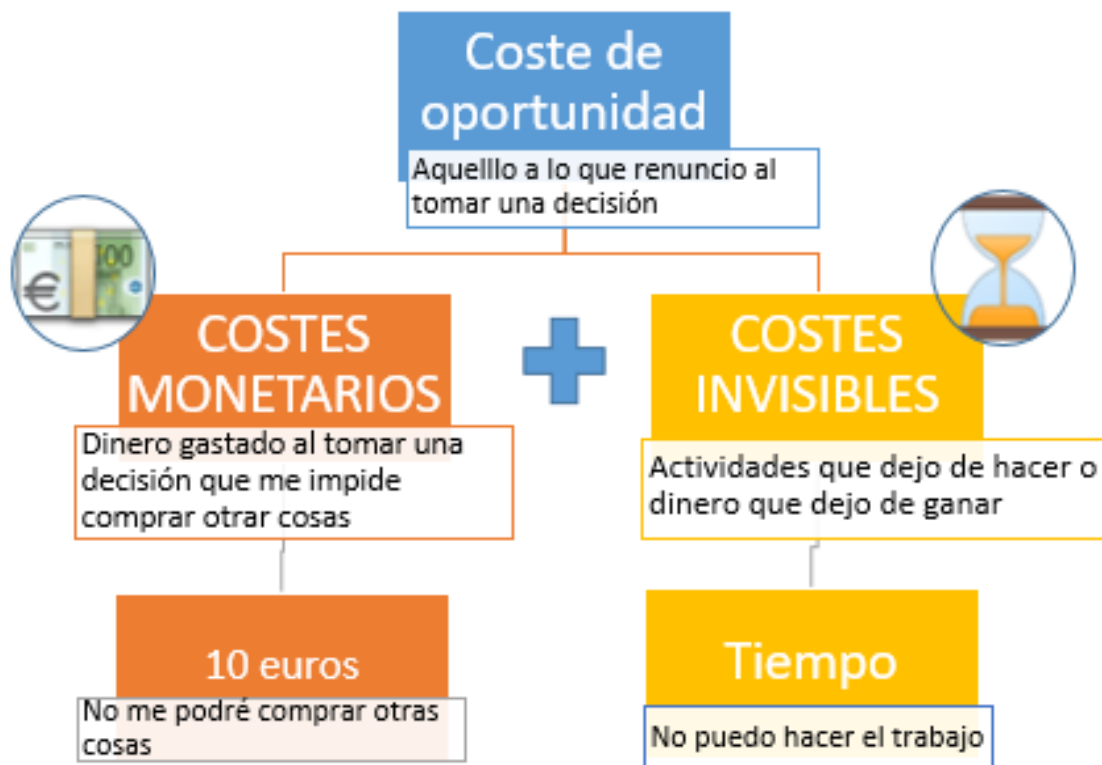 Coste de
oportunidad
Aquelllo a lo que renuncio al
tomar una decisión
100
€
COSTES
MONETARIOS
Dinero gastado al tomar una
decisión que me impide
comprar otrar cosas
COSTES
INVISIBLES
Actividades que dejo de hacer o
dinero que dejo de ganar
10 euros
No me podré comprar otras
cosas
Tiempo
No puedo hacer el trabajo